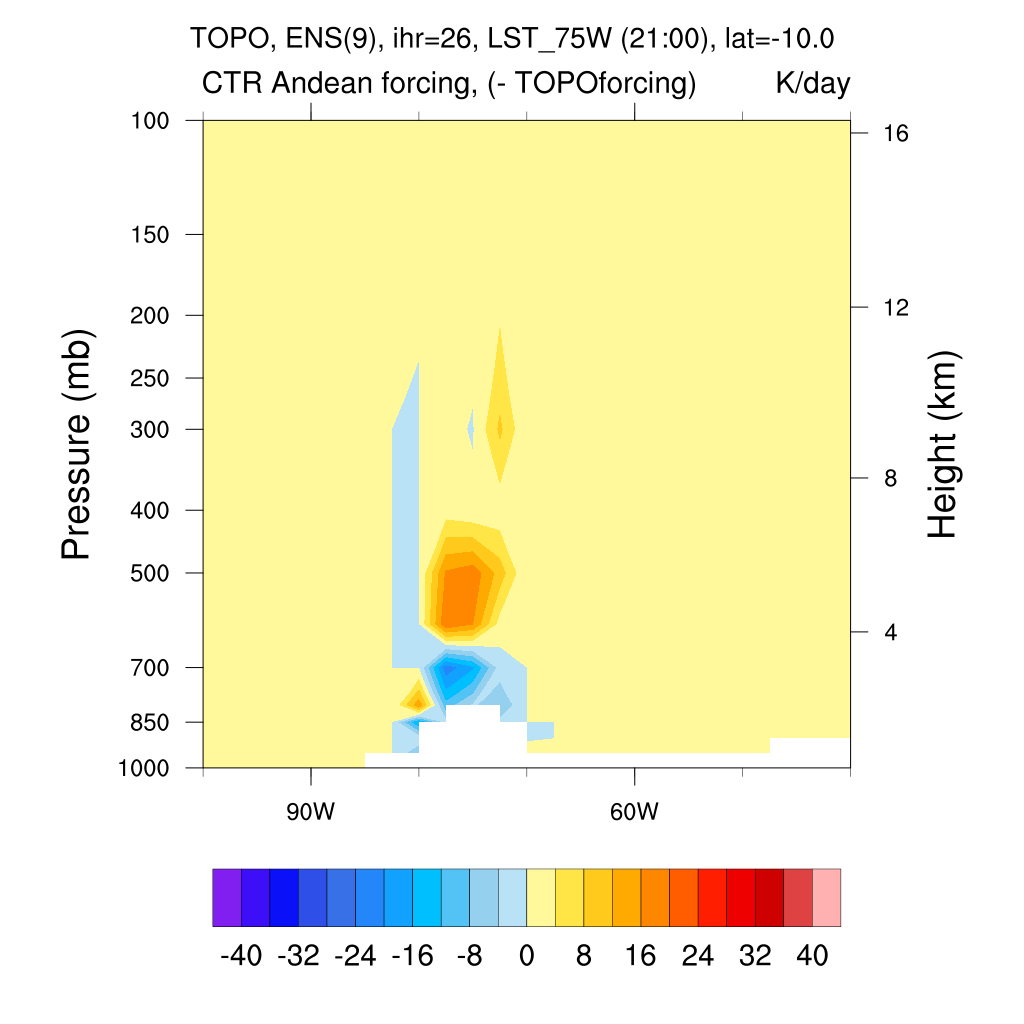 TOPO, ENS(9), ihr=26, LST_75W (21:00), lat=-10.0
CTR Andean forcing, (- TOPOforcing) K/day
100
150
200
250
300
400
500
700
850
1000
Pressure (mb)
16
12
8
4
Height (km)
90W 60W
-40 -32 -24 -16 -8 0 8 16 24 32 40